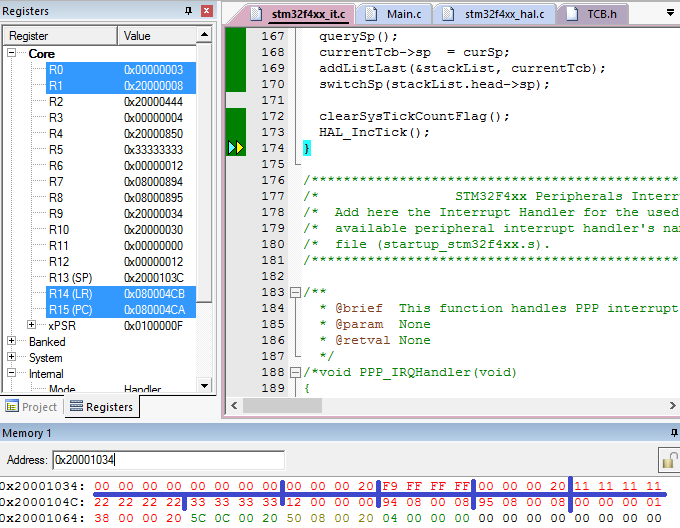 Registers
Register Value
Core
R0 0x00000003
R1 0x20000008
R2 0x20000444
R3 0x00000004
R4 0x20000850
R5 0x33333333
R6 0x00000012
R7 0x08000894
R8 0x08000895
R9 0x20000034
R10 0x20000030
R11 0x00000000
R12 0x00000012
R13 (SP) 0x2000103C
R14 (LR) 0x080004CB
R15 (PC) 0x080004CA
xPSR 0x0100000F
Banked
System
Internal
Mode Handler
Project Registers
stm32f4xx_it.c Main.c stm32f4xx_hal.c TCB.h
167 querySp();
168 currentTcb->sp = curSp;
169 addListLast(&stackList, currentTcb);
170 switchSp(stackList.head->sp);
171
172 clearSysTickCountFlag();
173 HAL_IncTick();
174 }
175
176 /*************************************************
177 /* STM32F4xx Peripherals Interru
178 /* Add here the Interrupt Handler for the used
179 /* available peripheral interrupt handler's na
180 /* file (startup_stm32f4xx.s).
181 /*************************************************
182
183 /**
184 * @brief This function handles PPP interrupt
185 * @param None
186 * @retval None
187 */
188 /*void PPP_IRQHandler(void)
189 {
Memory 1
Address: 0x20001034
0x20001034: 00 00 00 00 00 00 00 00 00 00 00 20 F9 FF FF FF 00 00 00 20 11 11 11 11
0x2000104C: 22 22 22 22 33 33 33 33 12 00 00 00 94 08 00 08 95 08 00 08 00 00 00 01
0x20001064: 38 00 00 20 5C 0C 00 20 50 08 20 20 04 00 00 00 00 00 00 00 00 00 00 00